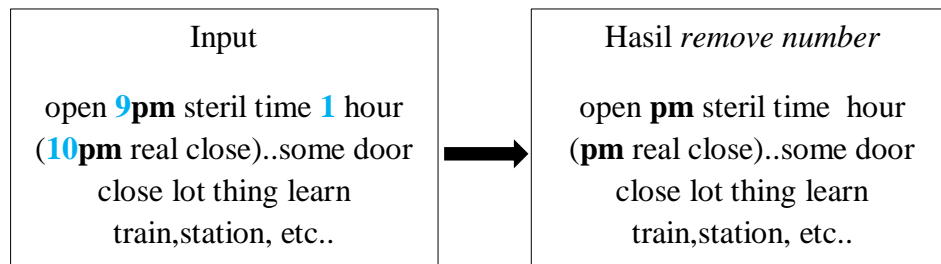 Input
open 9pm steril time 1 hour
(10pm real close)..some door
close lot thing learn
train,station, etc..
Hasil remove number
open pm steril time  hour
(pm real close)..some door
close lot thing learn
train,station, etc..